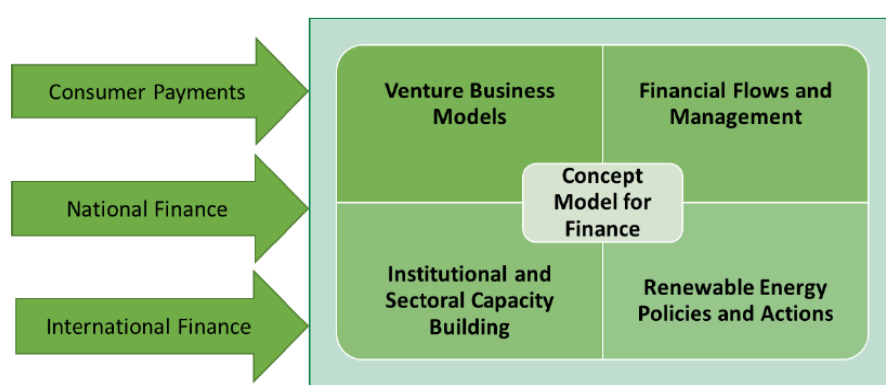 Consumer Payments
National Finance
International Finance
Venture Business
Models
Financial Flows and
Management
Concept
Model for
Finance
Institutional and
Sectoral Capacity
Building
Renewable Energy
Policies and Actions